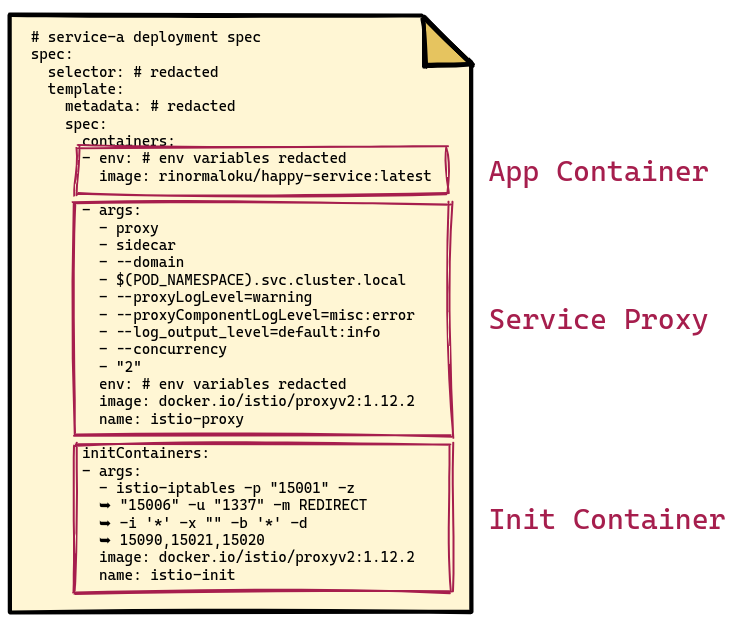 # service-a deployment spec
spec:
  selector: # redacted
  template:
    metadata: # redacted
    spec:
      containers:
      - env: # env variables redacted
        image: rinormaloku/happy-service:latest
App Container
      - args:
        - proxy
        - sidecar
        - --domain
        - $(POD_NAMESPACE).svc.cluster.local
        - --proxyLogLevel=warning
        - --proxyComponentLogLevel=misc:error
        - --log_output_level=default:info
        - --concurrency
        - "2"
        env: # env variables redacted
        image: docker.io/istio/proxyv2:1.12.2
        name: istio-proxy
Service Proxy
      initContainers:
      - args:
        - istio-iptables -p "15001" -z
        ➥ "15006" -u "1337" -m REDIRECT
        ➥ -i '*' -x "" -b '*' -d
        ➥ 15090,15021,15020
        image: docker.io/istio/proxyv2:1.12.2
        name: istio-init
Init Container